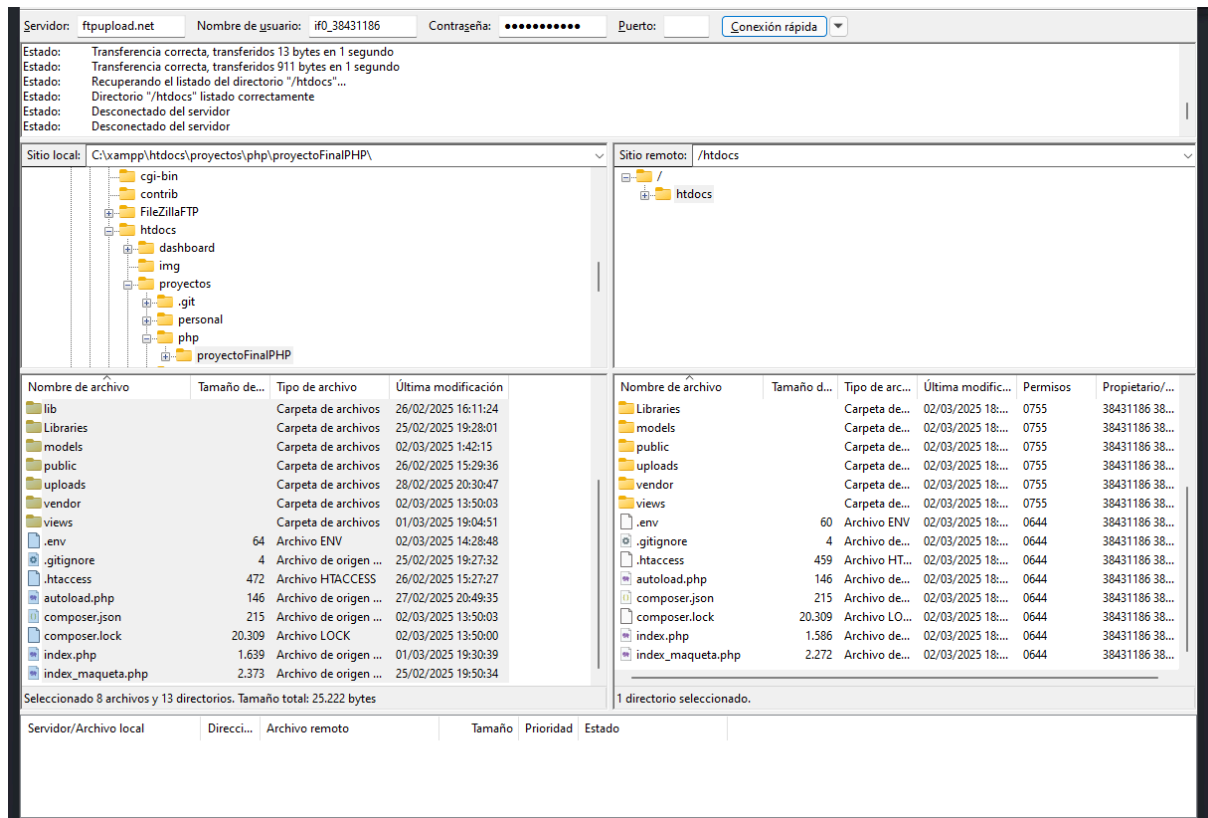 Servidor: ftpupload.net Nombre de usuario: if0_38431186 Contraseña: ●●●●●●●●●●● Puerto: Conexión rápida
Estado: Transferencia correcta, transferidos 13 bytes en 1 segundo
Estado: Transferencia correcta, transferidos 911 bytes en 1 segundo
Estado: Recuperando el listado del directorio "/htdocs"...
Estado: Directorio "/htdocs" listado correctamente
Estado: Desconectado del servidor
Estado: Desconectado del servidor
Sitio local: C:\xampp\htdocs\proyectos\php\proyectoFinalPHP\
cgi-bin
contrib
FileZillaFTP
htdocs
dashboard
img
proyectos
.git
personal
php
proyectoFinalPHP
Sitio remoto: /htdocs
/
htdocs
Nombre de archivo Tamaño de... Tipo de archivo Última modificación
lib Carpeta de archivos 26/02/2025 16:11:24
Libraries Carpeta de archivos 25/02/2025 19:28:01
models Carpeta de archivos 02/03/2025 1:42:15
public Carpeta de archivos 26/02/2025 15:29:36
uploads Carpeta de archivos 28/02/2025 20:30:47
vendor Carpeta de archivos 02/03/2025 13:50:03
views Carpeta de archivos 01/03/2025 19:04:51
.env 64 Archivo ENV 02/03/2025 14:28:48
.gitignore 4 Archivo de origen ... 25/02/2025 19:27:32
.htaccess 472 Archivo HTACCESS 26/02/2025 15:27:27
autoload.php 146 Archivo de origen ... 27/02/2025 20:49:35
composer.json 215 Archivo de origen ... 02/03/2025 13:50:03
composer.lock 20.309 Archivo LOCK 02/03/2025 13:50:00
index.php 1.639 Archivo de origen ... 01/03/2025 19:30:39
index_maqueta.php 2.373 Archivo de origen ... 25/02/2025 19:50:34
Seleccionado 8 archivos y 13 directorios. Tamaño total: 25.222 bytes
Nombre de archivo Tamaño d... Tipo de arc... Última modific... Permisos Propietario/...
Libraries Carpeta de... 02/03/2025 18:... 0755 38431186 38...
models Carpeta de... 02/03/2025 18:... 0755 38431186 38...
public Carpeta de... 02/03/2025 18:... 0755 38431186 38...
uploads Carpeta de... 02/03/2025 18:... 0755 38431186 38...
vendor Carpeta de... 02/03/2025 18:... 0755 38431186 38...
views Carpeta de... 02/03/2025 18:... 0755 38431186 38...
.env 60 Archivo ENV 02/03/2025 18:... 0644 38431186 38...
.gitignore 4 Archivo de... 02/03/2025 18:... 0644 38431186 38...
.htaccess 459 Archivo HT... 02/03/2025 18:... 0644 38431186 38...
autoload.php 146 Archivo de... 02/03/2025 18:... 0644 38431186 38...
composer.json 215 Archivo de... 02/03/2025 18:... 0644 38431186 38...
composer.lock 20.309 Archivo LO... 02/03/2025 18:... 0644 38431186 38...
index.php 1.586 Archivo de... 02/03/2025 18:... 0644 38431186 38...
index_maqueta.php 2.272 Archivo de... 02/03/2025 18:... 0644 38431186 38...
1 directorio seleccionado.
Servidor/Archivo local Direcci... Archivo remoto Tamaño Prioridad Estado